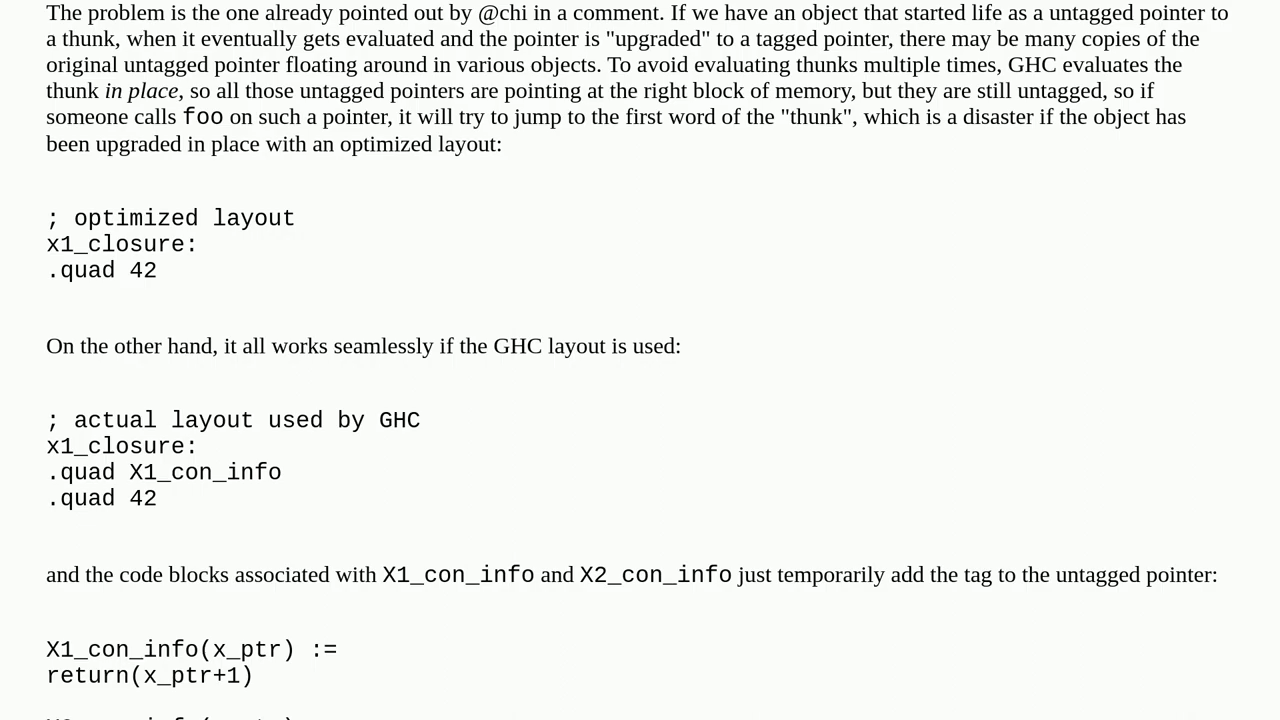 The problem is the one already pointed out by @chi in a comment. If we have an object that started life as a untagged pointer to
a thunk, when it eventually gets evaluated and the pointer is "upgraded" to a tagged pointer, there may be many copies of the
original untagged pointer floating around in various objects. To avoid evaluating thunks multiple times, GHC evaluates the
thunk in place, so all those untagged pointers are pointing at the right block of memory, but they are still untagged, so if
someone calls foo on such a pointer, it will try to jump to the first word of the "thunk", which is a disaster if the object has
been upgraded in place with an optimized layout:
; optimized layout
x1_closure:
.quad 42
On the other hand, it all works seamlessly if the GHC layout is used:
; actual layout used by GHC
x1_closure:
.quad X1_con_info
.quad 42
and the code blocks associated with X1_con_info and X2_con_info just temporarily add the tag to the untagged pointer:
X1_con_info(x_ptr) :=
return(x_ptr+1)